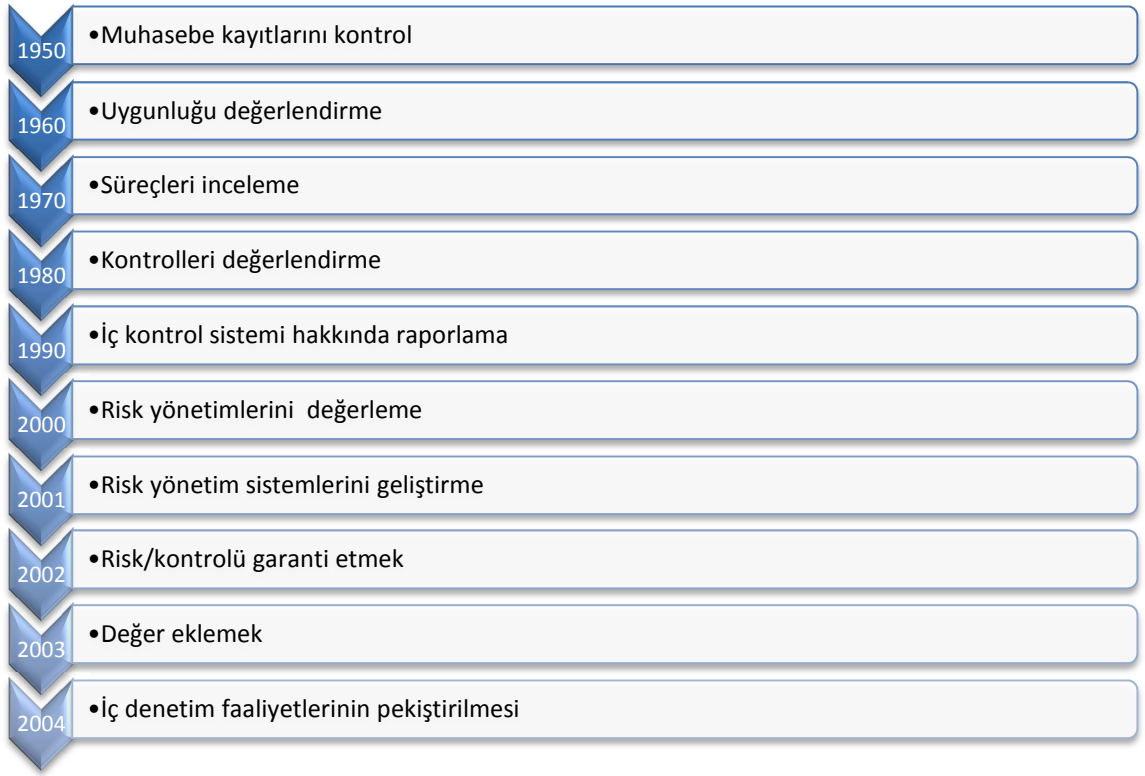 1950
•Muhasebe kayıtlarını kontrol
1960
•Uygunluğu değerlendirme
1970
•Süreçleri inceleme
1980
•Kontrolleri değerlendirme
1990
•İç kontrol sistemi hakkında raporlama
2000
•Risk yönetimlerini  değerleme
2001
•Risk yönetim sistemlerini geliştirme
2002
•Risk/kontrolü garanti etmek
2003
•Değer eklemek
2004
•İç denetim faaliyetlerinin pekiştirilmesi